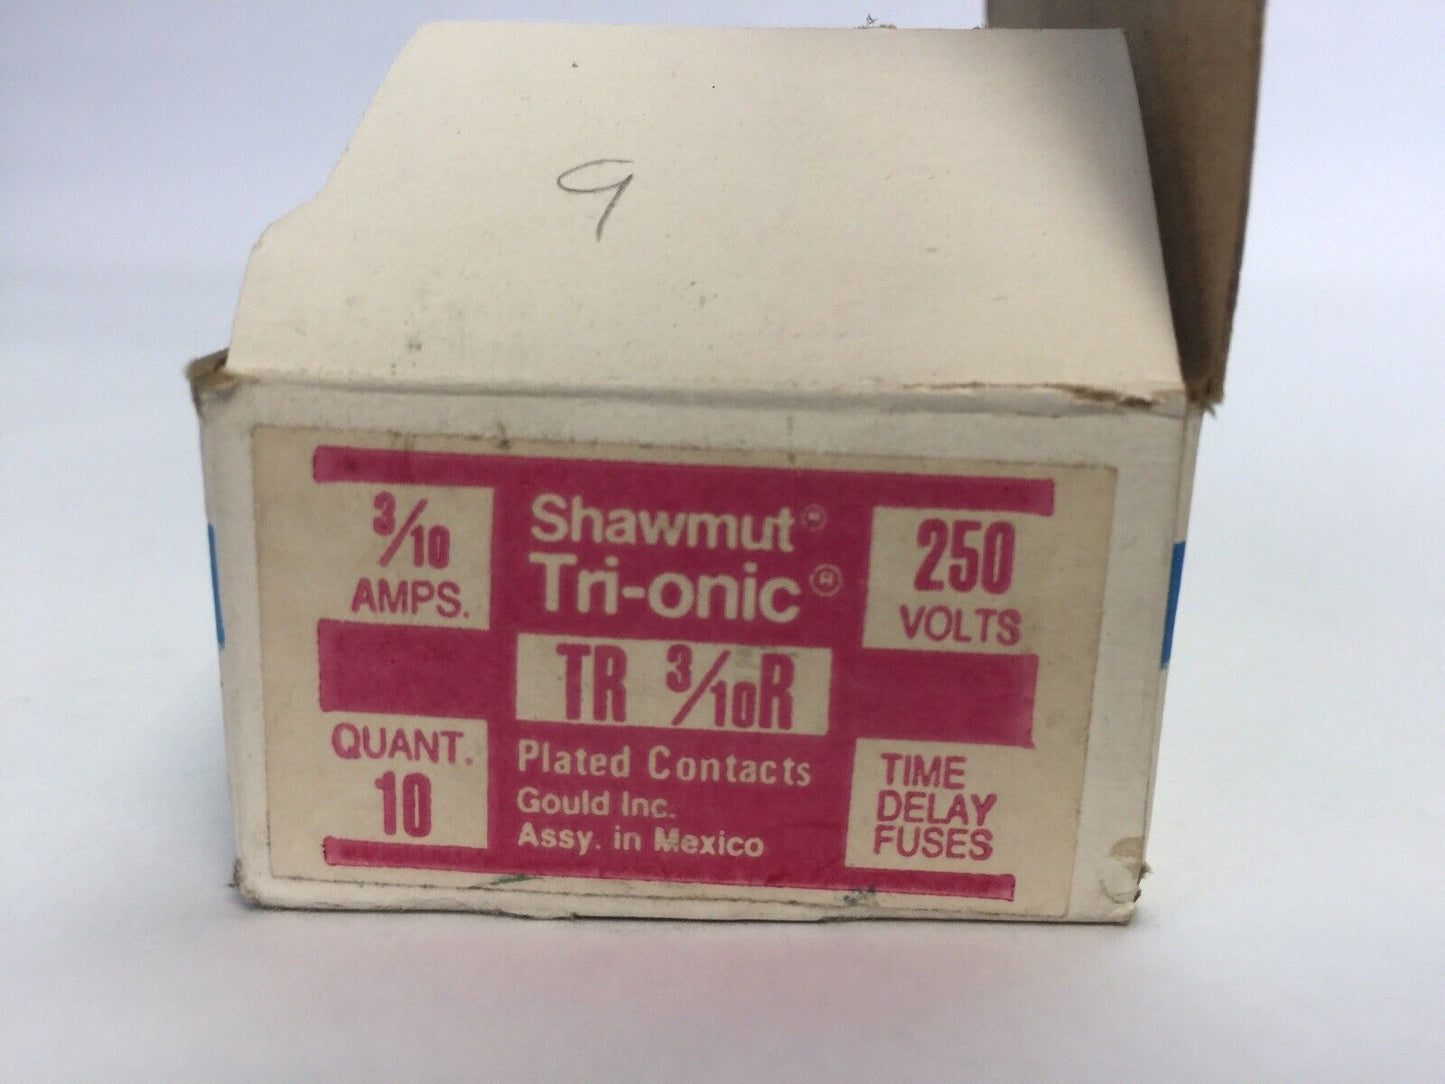 9
3/10
AMPS.
Shawmut®
Tri-onic®
250
VOLTS
TR 3/10R
QUANT.
10
Plated Contacts
Gould Inc.
Assy. in Mexico
TIME
DELAY
FUSES